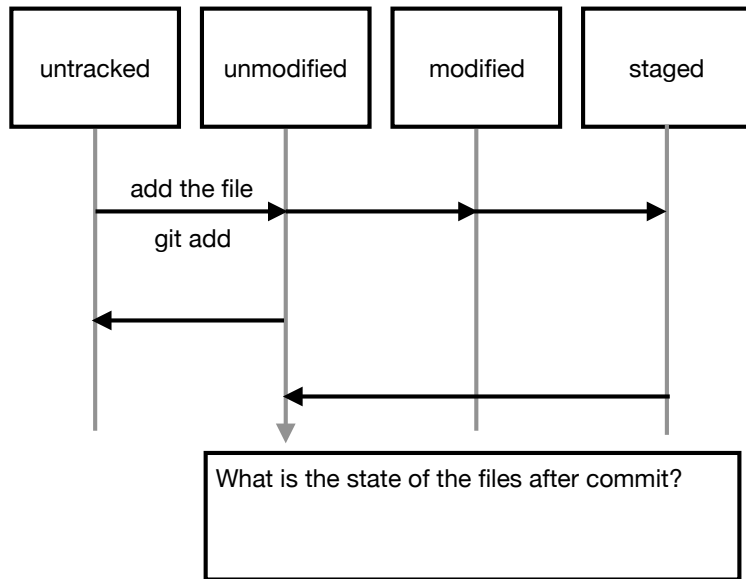 untracked
unmodified
modified
staged
add the file
git add
What is the state of the files after commit?